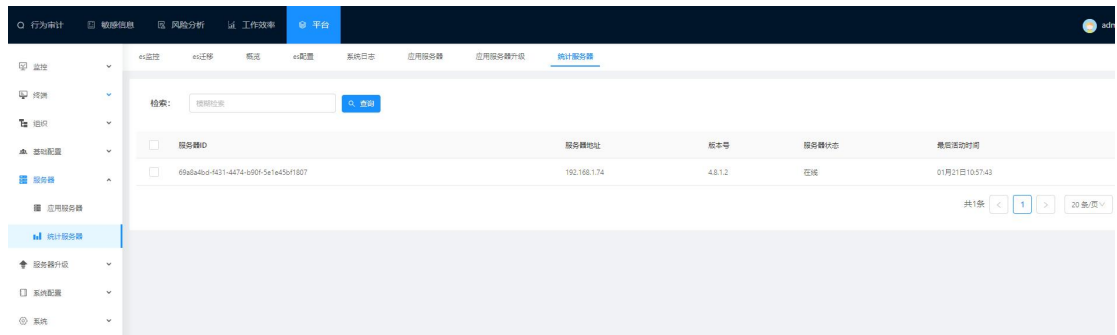 行为审计 敏感信息 风险分析 工作效率 平台
监控 es监控 es迁移 概览 es配置 系统日志 应用服务器 应用服务器升级 统计服务器
终端
检索: 模糊检索 查询
组织
基础配置 服务器ID 服务器地址 版本号 服务器状态 最后活动时间
服务器 69a8a4bd-f431-4474-b90f-5e1e45bf1807 192.168.1.74 4.8.1.2 在线 01月21日10:57:43
应用服务器 共1条 < 1 > 20 条/页
统计服务器
服务器升级
系统配置
系统